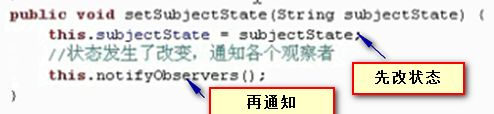 public void setSubjectState(String subjectState) {
this.subjectState = subjectState;
//状态发生了改变，通知各个观察者
this.notifyObservers();
}
先改状态
再通知